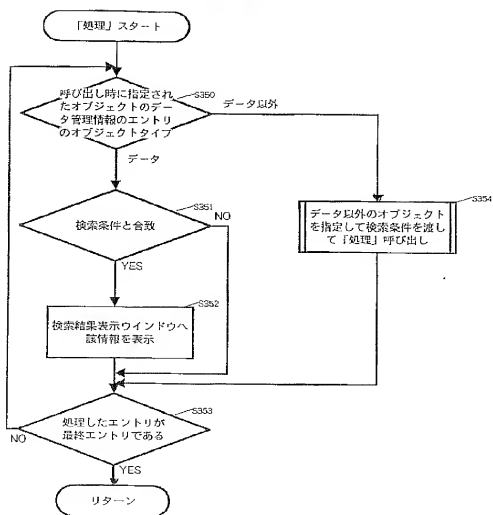 「処理」スタート
呼び出し時に指定され
たオブジェクトのデー
タ管理情報のエントリ
のオブジェクトタイプ
S350
データ以外
データ
検索条件と合致
S351
NO
YES
データ以外のオブジェクト
を指定して検索条件を渡し
て「処理」呼び出し
S354
検索結果表示ウインドウへ
該情報を表示
S352
処理したエントリが
最終エントリである
S353
NO
YES
リターン